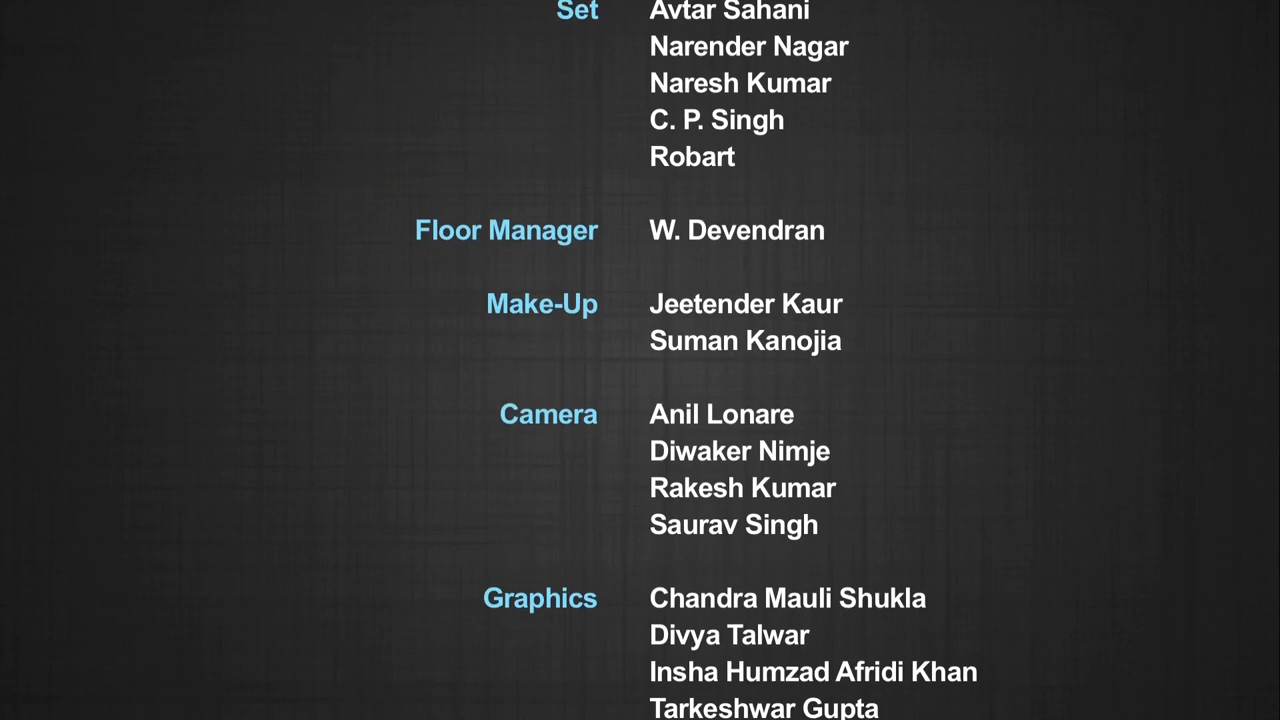 Set Avtar Sahani
Narender Nagar
Naresh Kumar
C. P. Singh
Robart
Floor Manager W. Devendran
Make-Up Jeetender Kaur
Suman Kanojia
Camera Anil Lonare
Diwaker Nimje
Rakesh Kumar
Saurav Singh
Graphics Chandra Mauli Shukla
Divya Talwar
Insha Humzad Afridi Khan
Tarkeshwar Gupta